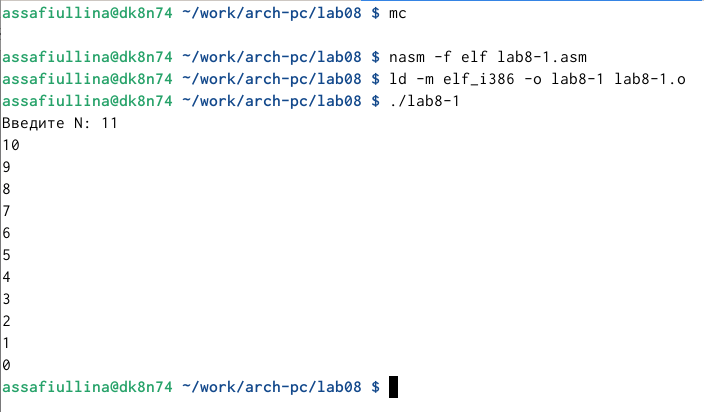 assafiullina@dk8n74 ~/work/arch-pc/lab08 $ mc
assafiullina@dk8n74 ~/work/arch-pc/lab08 $ nasm -f elf lab8-1.asm
assafiullina@dk8n74 ~/work/arch-pc/lab08 $ ld -m elf_i386 -o lab8-1 lab8-1.o
assafiullina@dk8n74 ~/work/arch-pc/lab08 $ ./lab8-1
Введите N: 11
10
9
8
7
6
5
4
3
2
1
0
assafiullina@dk8n74 ~/work/arch-pc/lab08 $